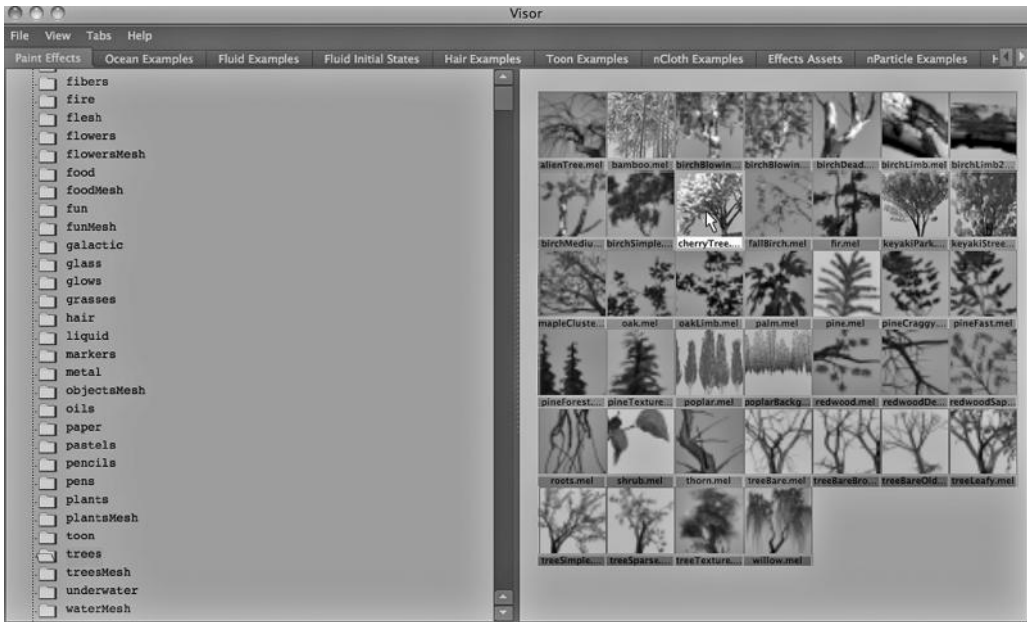 Visor
File View Tabs Help
Paint Effects Ocean Examples Fluid Examples Fluid Initial States Hair Examples Toon Examples nCloth Examples Effects Assets nParticle Examples H
fibers
fire
flesh
flowers
flowersMesh
food
foodMesh
fun
funMesh
galactic
glass
glows
grasses
hair
liquid
markers
metal
objectsMesh
oils
paper
pastels
pencils
pens
plants
plantsMesh
toon
trees
treesMesh
underwater
waterMesh
alienTree.mel bamboo.mel birchBlowin... birchBlowin... birchDead.... birchLimb.mel birchLimb2...
birchMediu... birchSimple.... cherryTree.... fallBirch.mel fir.mel keyakiPark.... keyakiStree...
mapleCluste... oak.mel oakLimb.mel palm.mel pine.mel pineCraggy.... pineFast.mel
pineForest.... pineTexture... poplar.mel poplarBackg... redwood.mel redwoodDe... redwoodSap...
roots.mel shrub.mel thorn.mel treeBare.mel treeBareBro... treeBareOld... treeLeafy.mel
treeSimple.... treeSparse.... treeTexture.... willow.mel